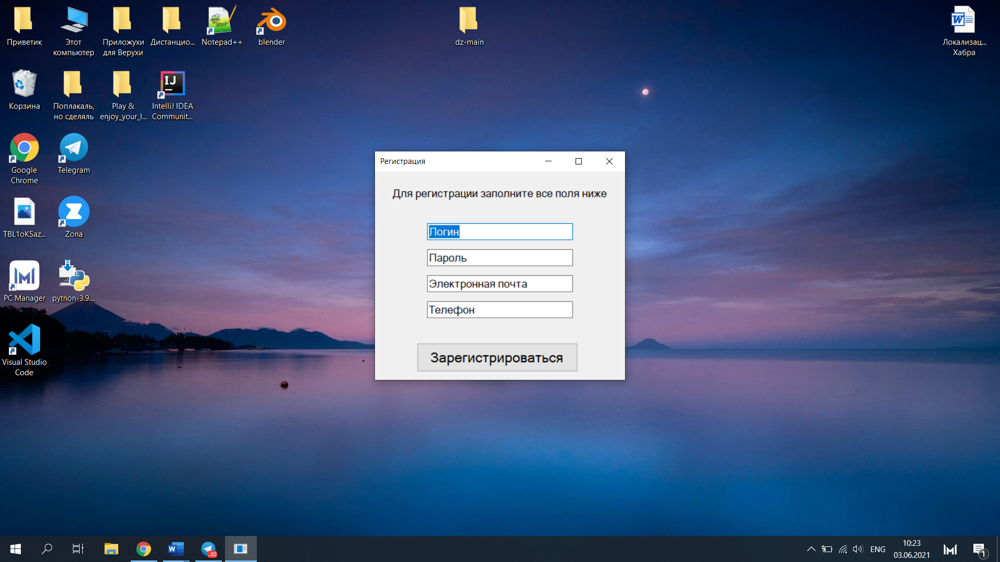 Приветик
Этот
компьютер
Приложухи
для Верухи
Дистанцио...
Notepad++
blender
dz-main
Локализац...
Хабра
Корзина
Поплакаль,
но сделяль
Play &
enjoy_your_l...
IntelliJ IDEA
Communit...
Google
Chrome
Telegram
TBL1oKSaz...
Zona
PC Manager
python-3.9....
Visual Studio
Code
Регистрация
Для регистрации заполните все поля ниже
Логин
Пароль
Электронная почта
Телефон
Зарегистрироваться
..80
ENG
10:23
03.06.2021
1